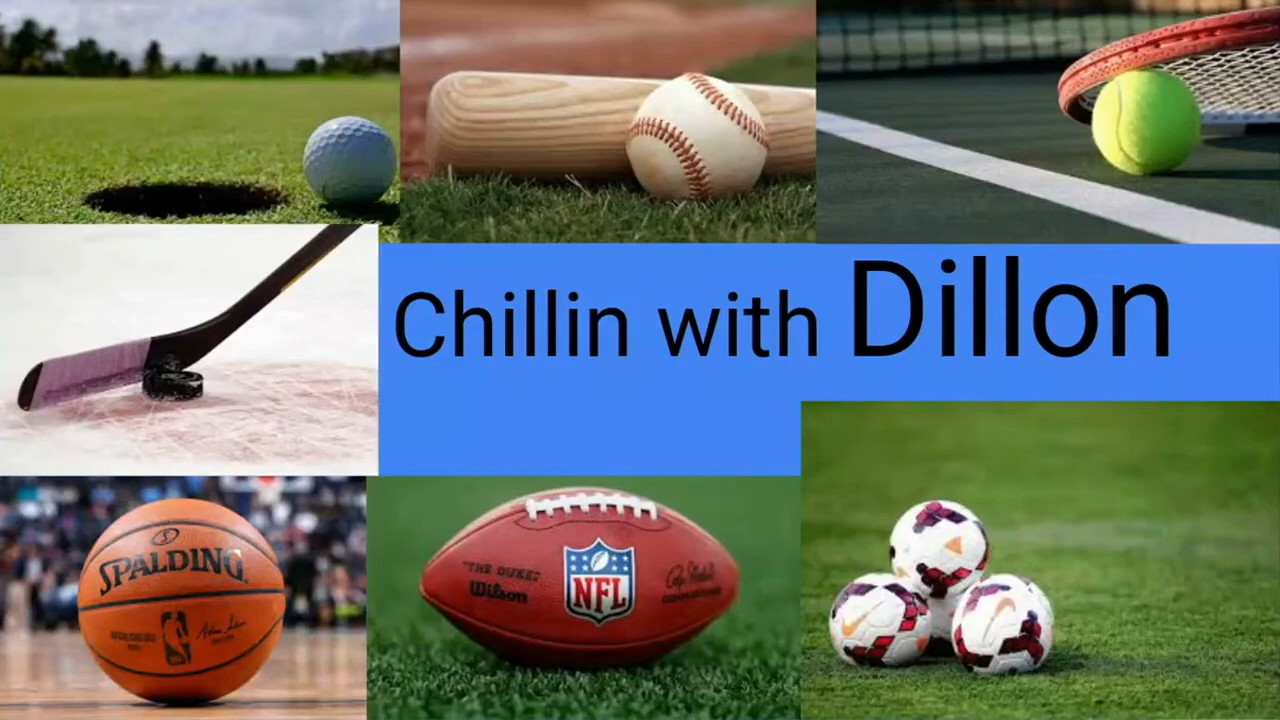 Chillin with Dillon
SPALDING
"THE DUKE"
Wilson
NFL